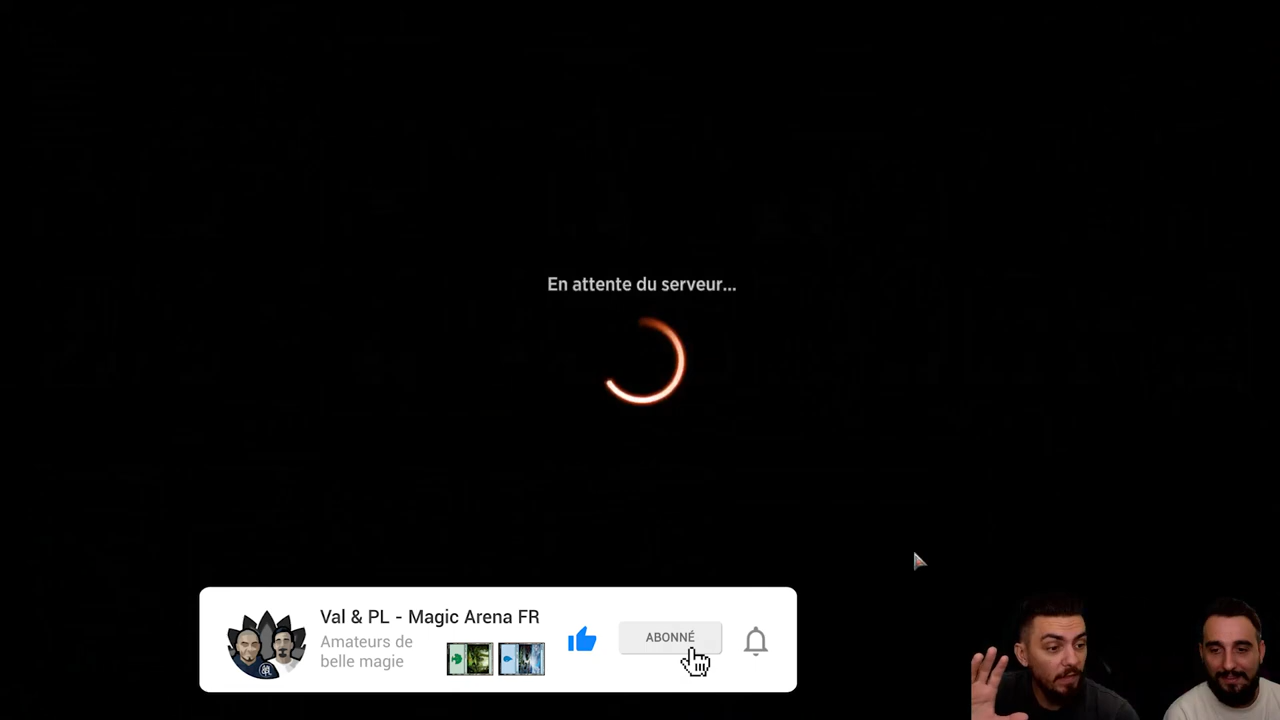 En attente du serveur...
Val & PL - Magic Arena FR
Amateurs de
belle magie
ABONNÉ